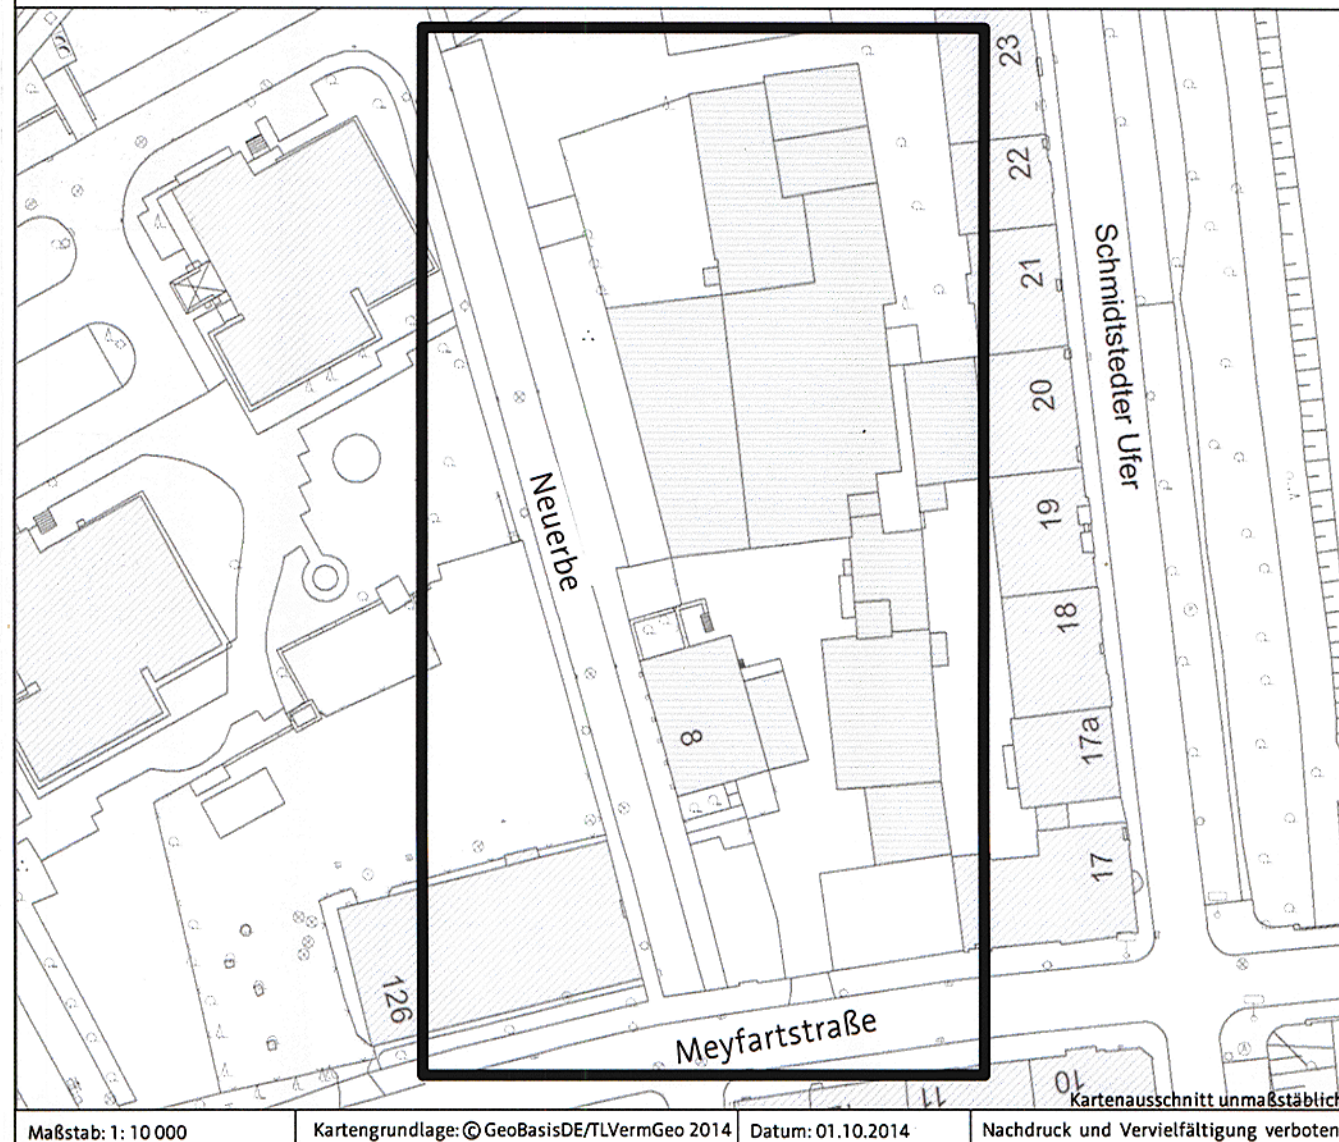 23
22
21
Schmidtstedter Ufer
20
19
Neuerbe
18
17a
8
17
126
Meyfartstraße
10
11
Kartenausschnitt unmaßstäblich
Maßstab: 1: 10 000
Kartengrundlage: © GeoBasisDE/TLVermGeo 2014
Datum: 01.10.2014
Nachdruck und Vervielfältigung verboten